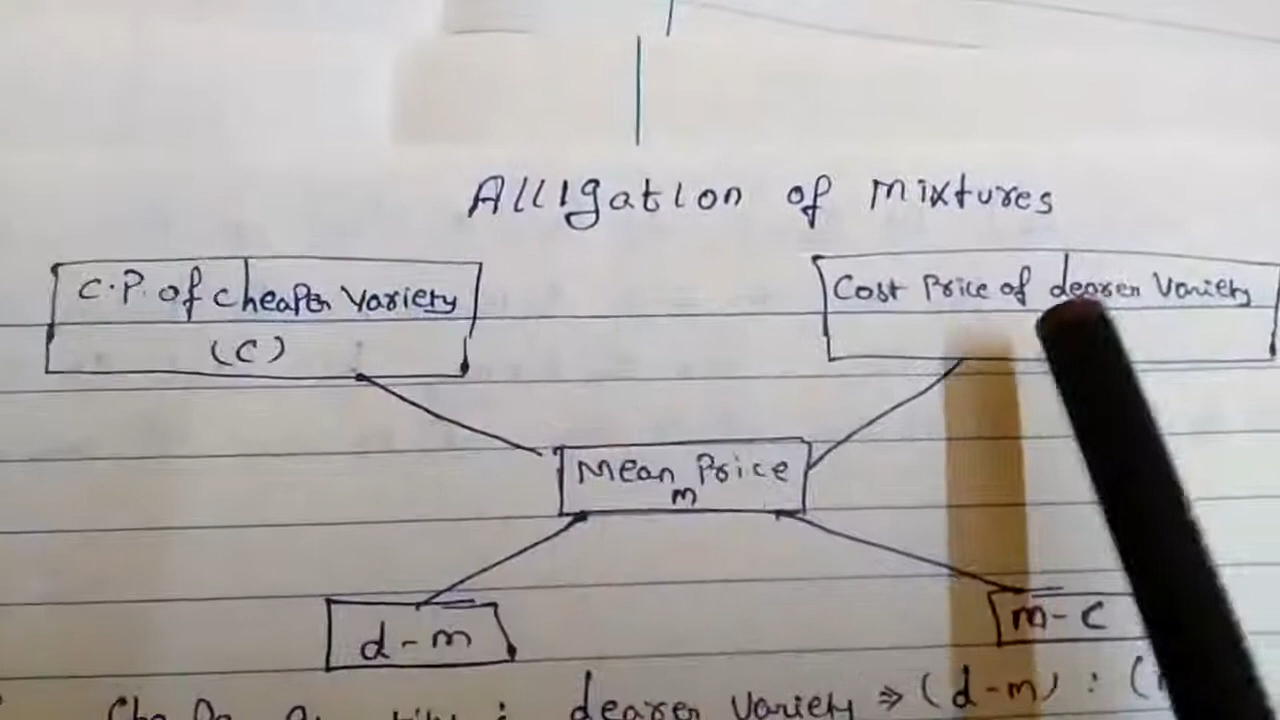 Alligation of mixtures
C.P. of cheaper Variety
(C)
Cost Price of dearer Variety
Mean Price
m
d-m
m-c
dearer Variety ⇒ (d-m) : (